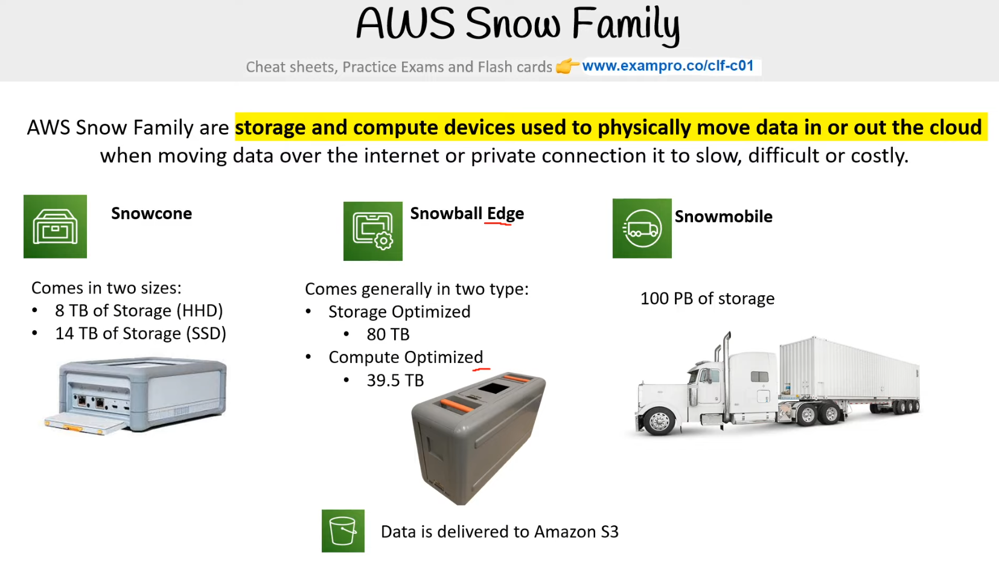 AWS Snow Family
Cheat sheets, Practice Exams and Flash cards 👉 www.exampro.co/clf-c01
AWS Snow Family are storage and compute devices used to physically move data in or out the cloud
when moving data over the internet or private connection it to slow, difficult or costly.
Snowcone
Comes in two sizes:
• 8 TB of Storage (HHD)
• 14 TB of Storage (SSD)
Snowball Edge
Comes generally in two type:
• Storage Optimized
• 80 TB
• Compute Optimized
• 39.5 TB
Snowmobile
100 PB of storage
Data is delivered to Amazon S3